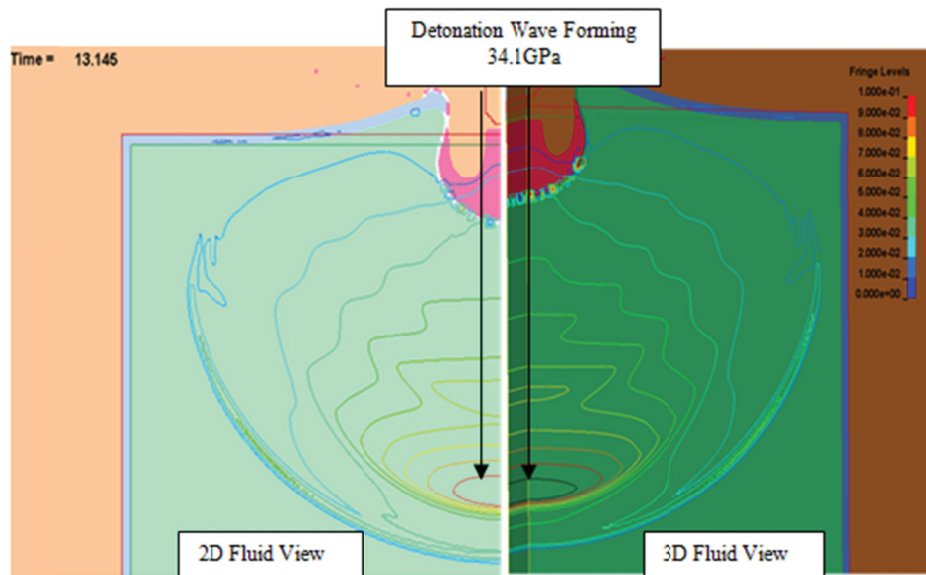 Detonation Wave Forming
34.1GPa
Time = 13.145
Fringe Levels
1.000e-01
9.000e-02
8.000e-02
7.000e-02
6.000e-02
5.000e-02
4.000e-02
3.000e-02
2.000e-02
1.000e-02
0.000e+00
2D Fluid View
3D Fluid View